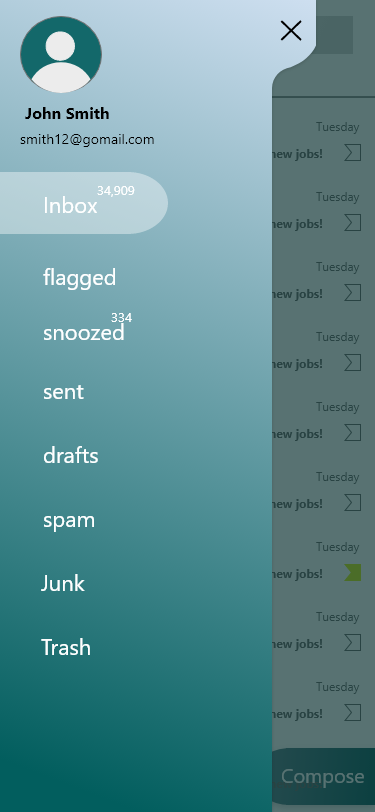 John Smith
smith12@gomail.com
Inbox 34,909
flagged
snoozed 334
sent
drafts
spam
Junk
Trash
Tuesday
new jobs!
Tuesday
new jobs!
Tuesday
new jobs!
Tuesday
new jobs!
Tuesday
new jobs!
Tuesday
new jobs!
Tuesday
new jobs!
Tuesday
new jobs!
Tuesday
new jobs!
Compose